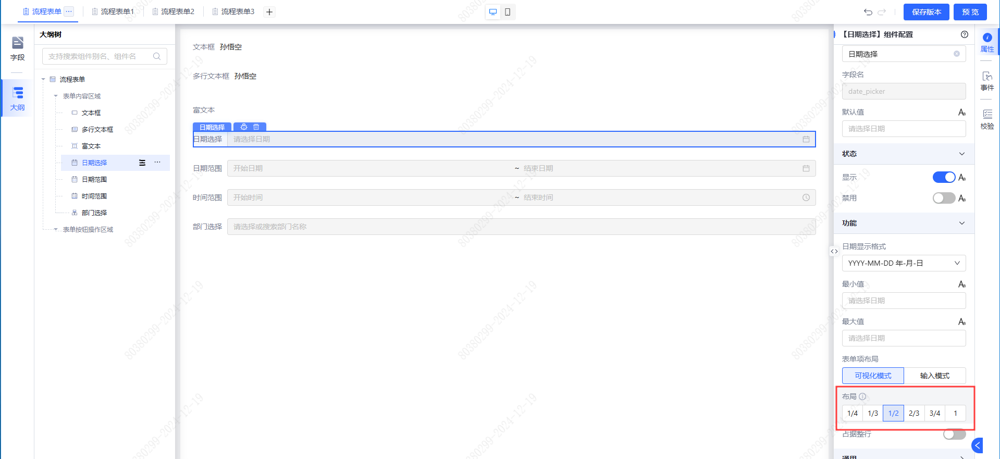 流程表单 ···
流程表单1
流程表单2
流程表单3
保存版本
预 览
字段
大纲
大纲树
支持搜索组件别名、组件名
流程表单
表单内容区域
文本框
多行文本框
富文本
日期选择 ···
日期范围
时间范围
部门选择
表单按钮操作区域
文本框 孙悟空
多行文本框 孙悟空
富文本
日期选择
日期选择 请选择日期
日期范围 开始日期 ~ 结束日期
时间范围 开始时间 ~ 结束时间
部门选择 请选择或搜索部门名称
【日期选择】组件配置
日期选择
字段名
date_picker
默认值
请选择日期
状态
显示
禁用
功能
日期显示格式
YYYY-MM-DD 年-月-日
最小值
请选择日期
最大值
请选择日期
表单项布局
可视化模式 输入模式
布局
1/4 1/3 1/2 2/3 3/4 1
占据整行
通用
属性
事件
校验
80380299-2024-12-19